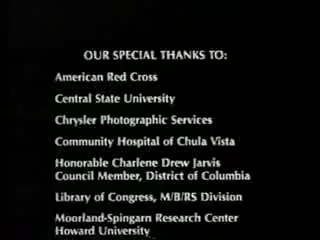 OUR SPECIAL THANKS TO:
American Red Cross
Central State University
Chrysler Photographic Services
Community Hospital of Chula Vista
Honorable Charlene Drew Jarvis
Council Member, District of Columbia
Library of Congress, M/B/RS Division
Moorland-Spingarn Research Center
Howard University